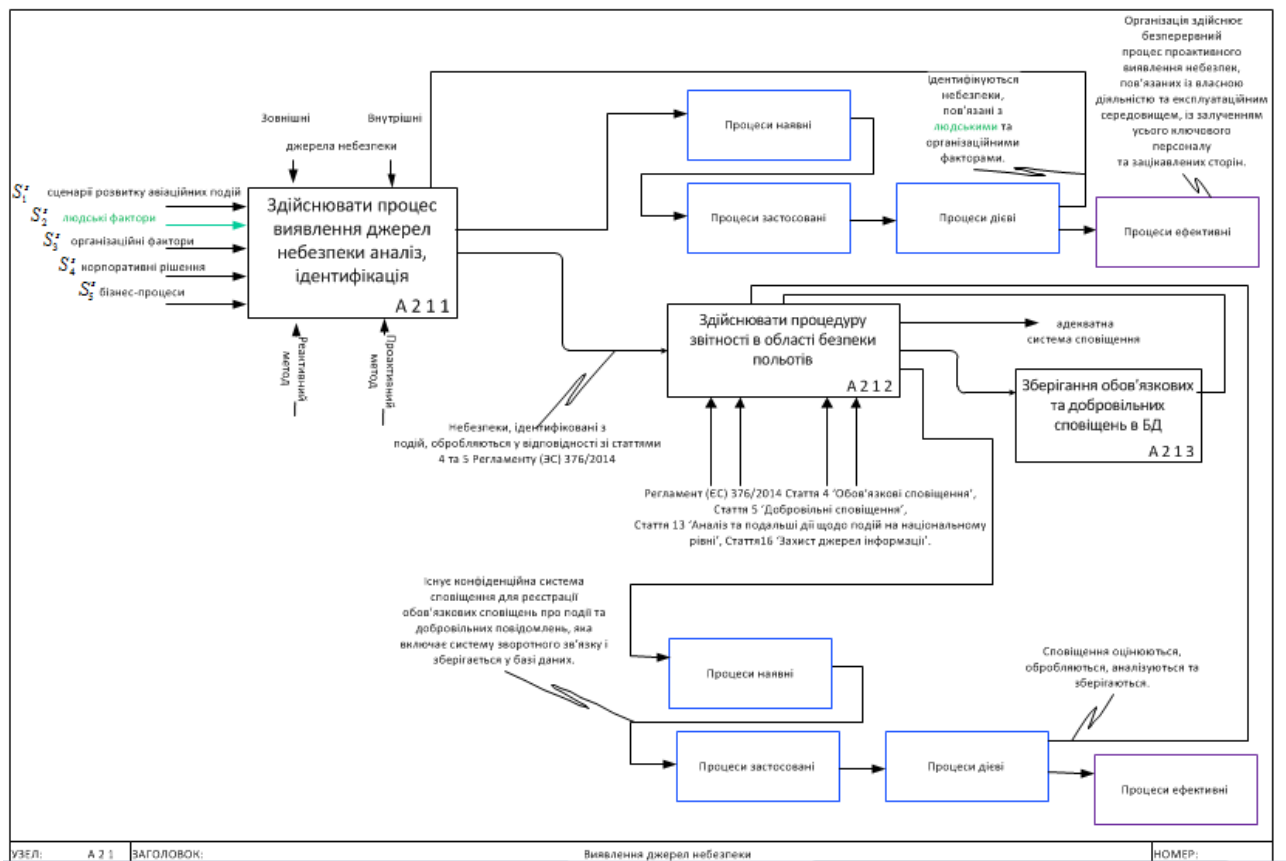 Організація здійснює
безперервний
процес проактивного
виявлення небезпек,
пов'язаних із власною
діяльністю та експлуатаційним
середовищем, із залученням
усього ключового
персоналу
та зацікавлених сторін.
Ідентифікуються
небезпеки,
пов'язані з
людськими та
організаційними
факторами.
Зовнішні
Внутрішні
джерела небезпеки
Процеси наявні
Процеси застосовані
Процеси дієві
Процеси ефективні
S₁ᶻ сценарії розвитку авіаційних подій
S₂ᶻ людські фактори
S₃ᶻ організаційні фактори
S₄ᶻ корпоративні рішення
S₅ᶻ бізнес-процеси
Здійснювати процес
виявлення джерел
небезпеки аналіз,
ідентифікація
А 2 1 1
Реактивний
метод
Проактивний
метод
Здійснювати процедуру
звітності в області безпеки
польотів
А 2 1 2
адекватна
система сповіщення
Зберігання обов'язкових
та добровільних
сповіщень в БД
А 2 1 3
Небезпеки, ідентифіковані з
подій, обробляються у відповідності зі статтями
4 та 5 Регламенту (ЭС) 376/2014
Регламент (ЄС) 376/2014 Стаття 4 'Обов'язкові сповіщення',
Стаття 5 'Добровільні сповіщення',
Стаття 13 'Аналіз та подальші дії щодо подій на національному
рівні', Стаття16 'Захист джерел інформації'.
Існує конфіденційна система
сповіщення для реєстрації
обов'язкових сповіщень про події та
добровільних повідомлень, яка
включає систему зворотного зв'язку і
зберігається у базі даних.
Процеси наявні
Сповіщення оцінюються,
обробляються, аналізуються та
зберігаються.
Процеси застосовані
Процеси дієві
Процеси ефективні
УЗЕЛ: А 2 1 ЗАГОЛОВОК: Виявлення джерел небезпеки НОМЕР: